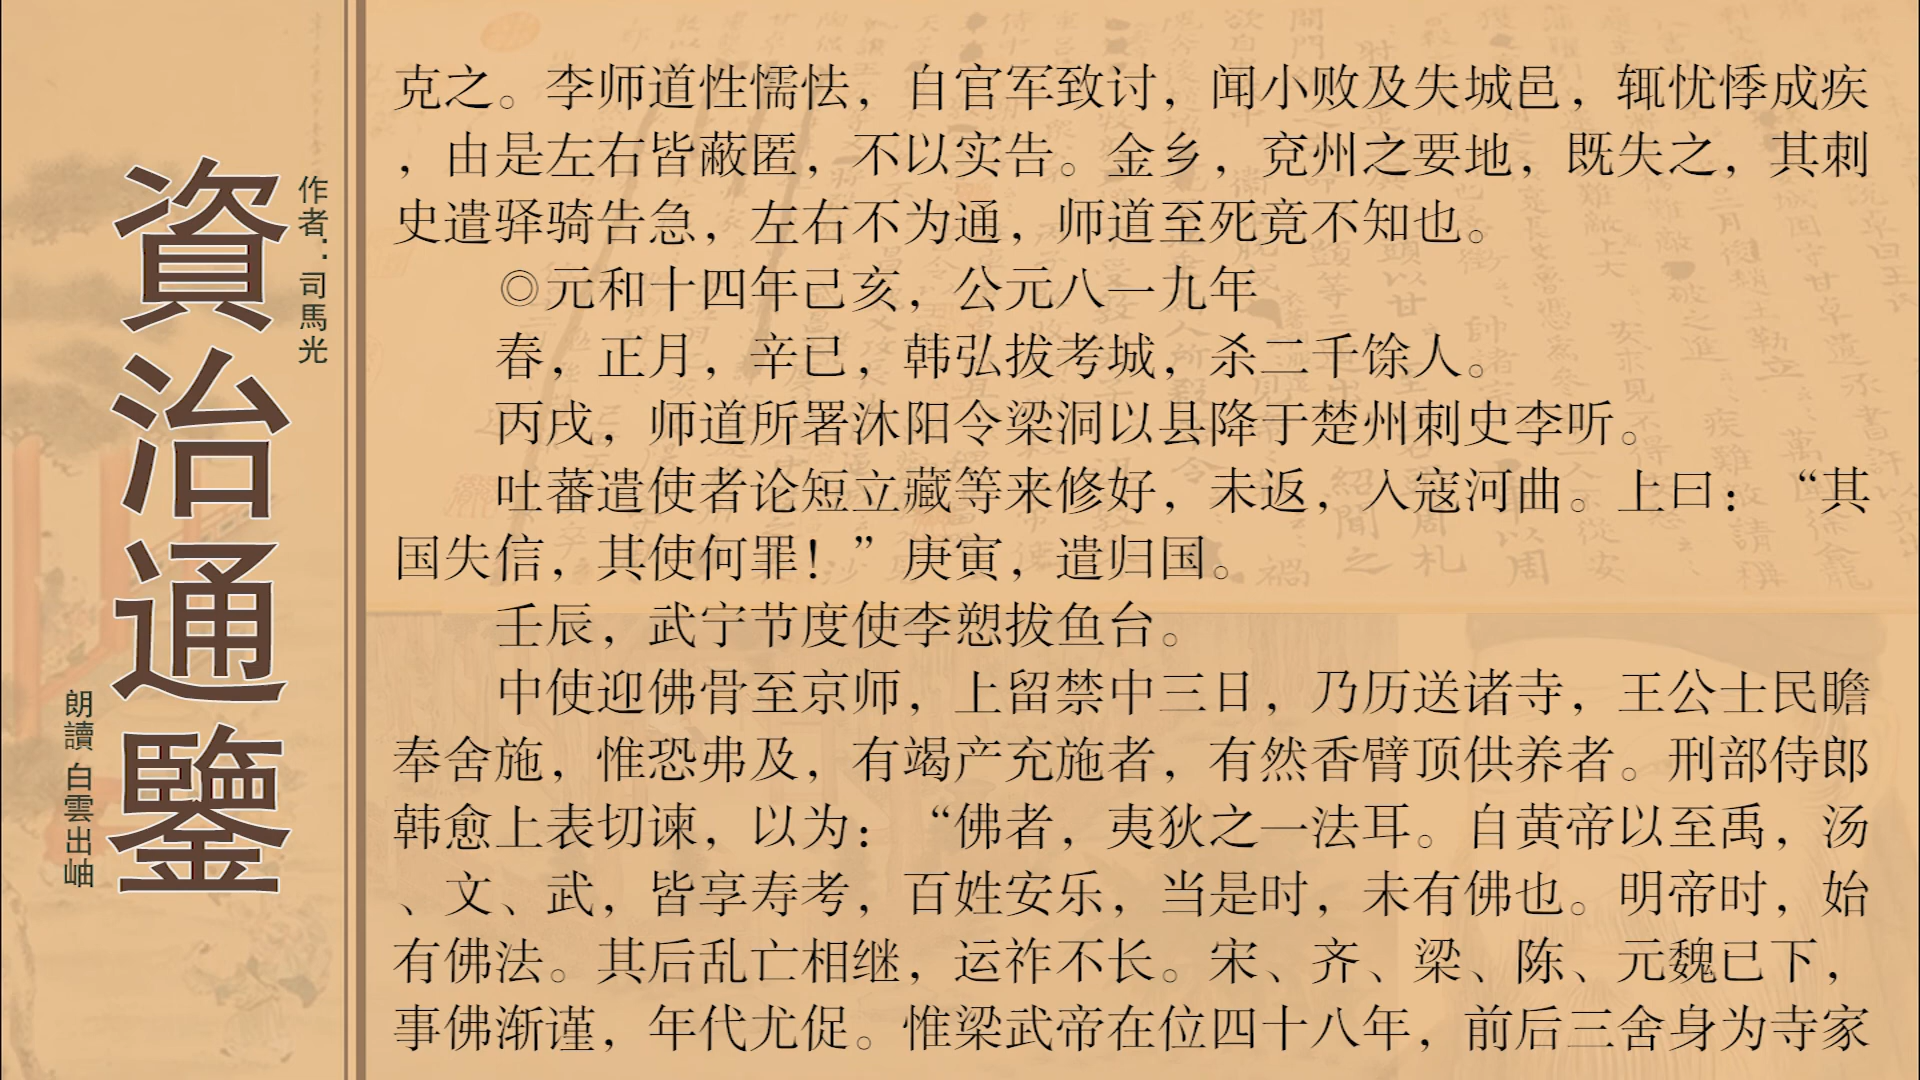 資治通鑒
作者：司馬光
朗讀 白雲出岫
克之。李师道性懦怯，自官军致讨，闻小败及失城邑，辄忧悸成疾
，由是左右皆蔽匿，不以实告。金乡，兖州之要地，既失之，其刺
史遣驿骑告急，左右不为通，师道至死竟不知也。
◎元和十四年己亥，公元八一九年
春，正月，辛巳，韩弘拔考城，杀二千馀人。
丙戌，师道所署沐阳令梁洞以县降于楚州刺史李听。
吐蕃遣使者论短立藏等来修好，未返，入寇河曲。上曰：“其
国失信，其使何罪！”庚寅，遣归国。
壬辰，武宁节度使李愬拔鱼台。
中使迎佛骨至京师，上留禁中三日，乃历送诸寺，王公士民瞻
奉舍施，惟恐弗及，有竭产充施者，有然香臂顶供养者。刑部侍郎
韩愈上表切谏，以为：“佛者，夷狄之一法耳。自黄帝以至禹，汤
、文、武，皆享寿考，百姓安乐，当是时，未有佛也。明帝时，始
有佛法。其后乱亡相继，运祚不长。宋、齐、梁、陈、元魏已下，
事佛渐谨，年代尤促。惟梁武帝在位四十八年，前后三舍身为寺家